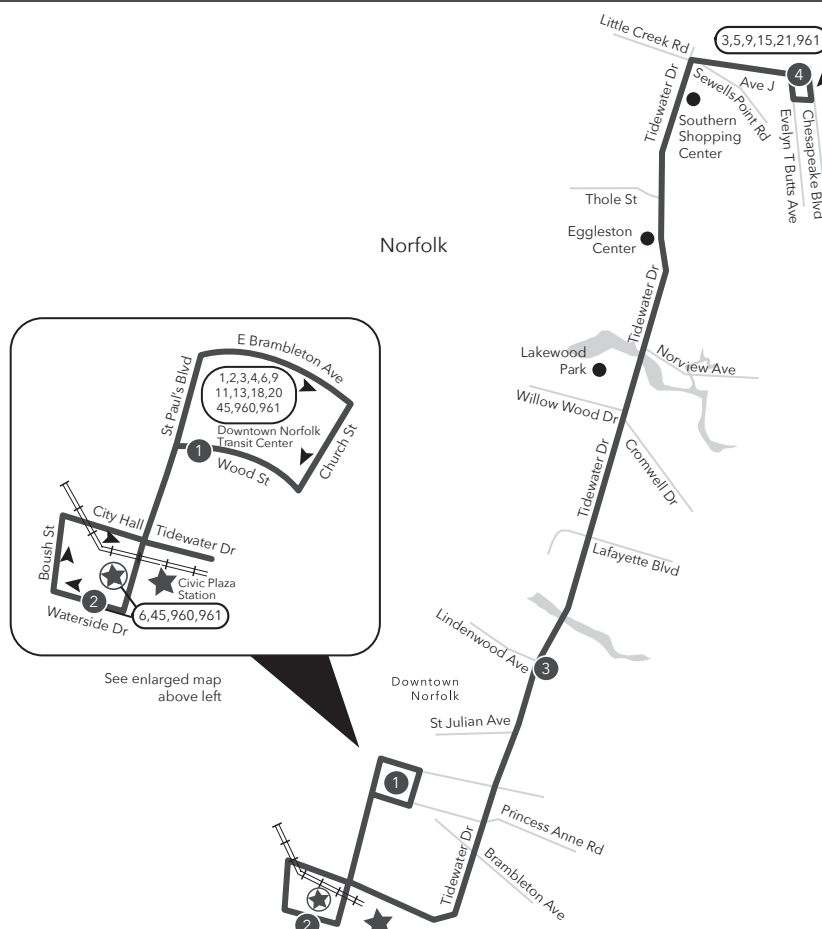 Little Creek Rd
3,5,9,15,21,961
4
Tidewater Dr
Sewells Point Rd
Ave J
Evelyn T Butts Ave
Chesapeake Blvd
Southern
Shopping
Center
Thole St
Eggleston
Center
Norfolk
Tidewater Dr
Lakewood
Park
Norview Ave
Willow Wood Dr
Cromwell Dr
Tidewater Dr
Lafayette Blvd
E Brambleton Ave
St Paul's Blvd
1,2,3,4,6,9
11,13,18,20
45,960,961
Downtown Norfolk
Transit Center
1
Wood St
Church St
City Hall
Tidewater Dr
Boush St
Civic Plaza
Station
2
6,45,960,961
Waterside Dr
See enlarged map
above left
Lindenwood Ave
3
Downtown
Norfolk
St Julian Ave
1
Princess Anne Rd
Tidewater Dr
Brambleton Ave
2